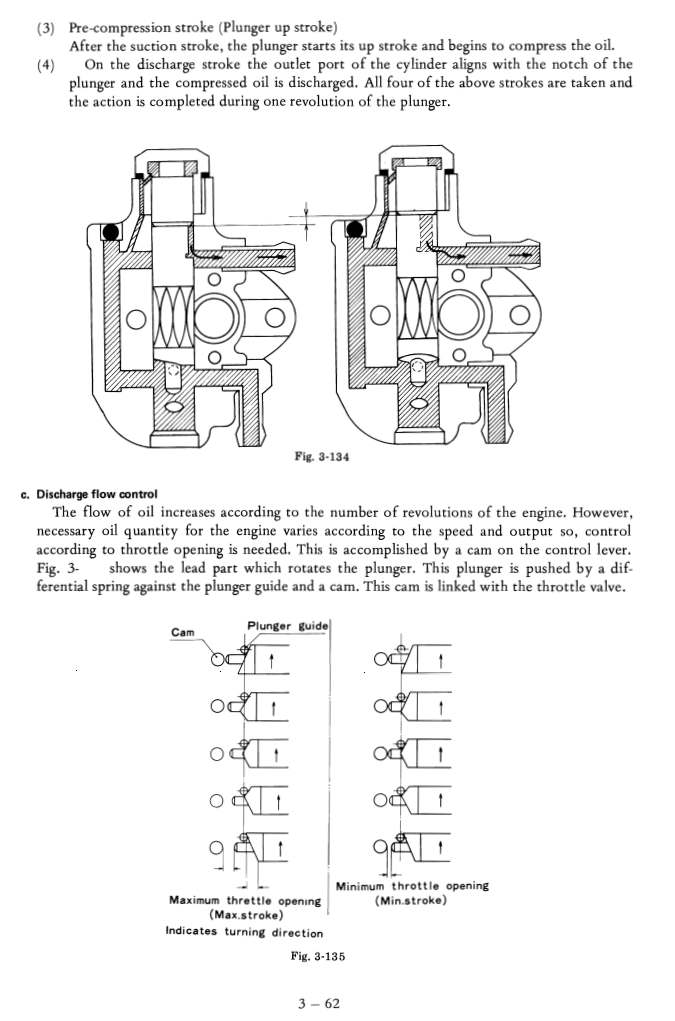 (3) Pre-compression stroke (Plunger up stroke)
After the suction stroke, the plunger starts its up stroke and begins to compress the oil.
(4) On the discharge stroke the outlet port of the cylinder aligns with the notch of the
plunger and the compressed oil is discharged. All four of the above strokes are taken and
the action is completed during one revolution of the plunger.
Fig. 3-134
c. Discharge flow control
The flow of oil increases according to the number of revolutions of the engine. However,
necessary oil quantity for the engine varies according to the speed and output so, control
according to throttle opening is needed. This is accomplished by a cam on the control lever.
Fig. 3- shows the lead part which rotates the plunger. This plunger is pushed by a dif-
ferential spring against the plunger guide and a cam. This cam is linked with the throttle valve.
Cam
Plunger guide
Maximum threttle opening
(Max.stroke)
Indicates turning direction
Minimum throttle opening
(Min.stroke)
Fig. 3-135
3 – 62